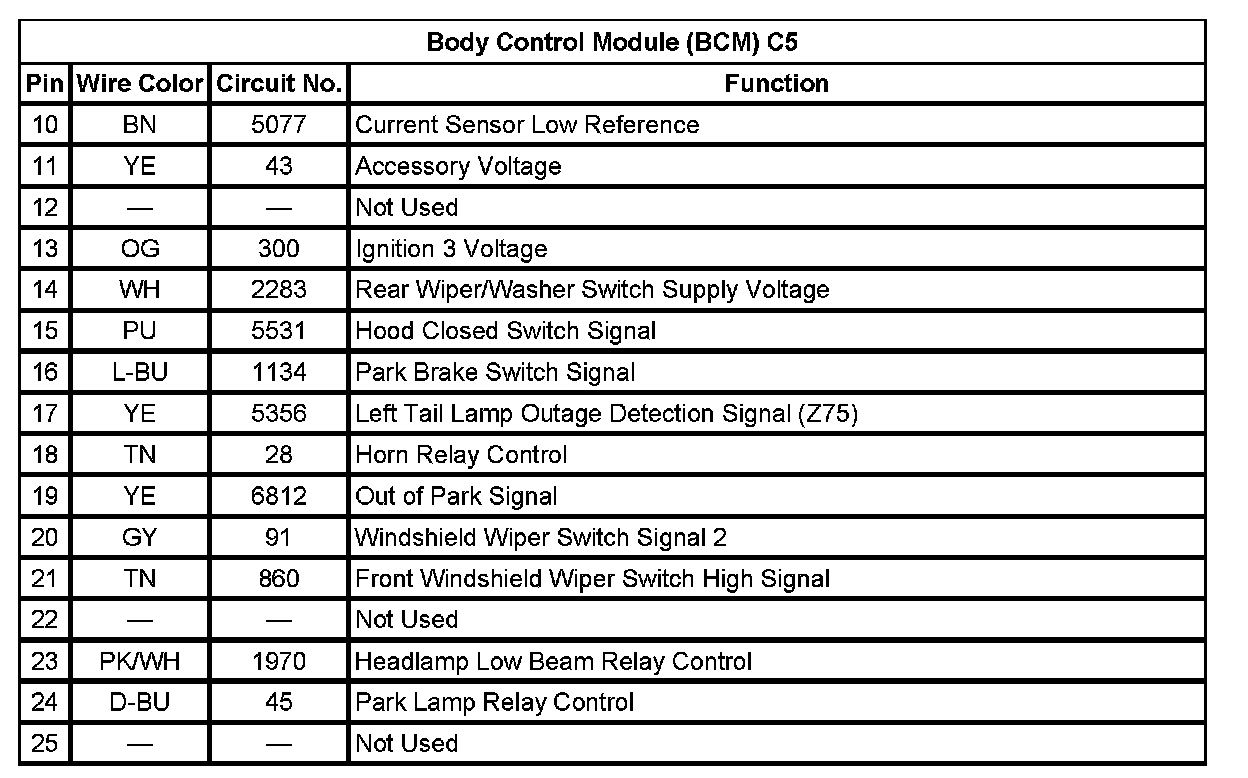 Body Control Module (BCM) C5
Pin Wire Color Circuit No. Function
10 BN 5077 Current Sensor Low Reference
11 YE 43 Accessory Voltage
12 — — Not Used
13 OG 300 Ignition 3 Voltage
14 WH 2283 Rear Wiper/Washer Switch Supply Voltage
15 PU 5531 Hood Closed Switch Signal
16 L-BU 1134 Park Brake Switch Signal
17 YE 5356 Left Tail Lamp Outage Detection Signal (Z75)
18 TN 28 Horn Relay Control
19 YE 6812 Out of Park Signal
20 GY 91 Windshield Wiper Switch Signal 2
21 TN 860 Front Windshield Wiper Switch High Signal
22 — — Not Used
23 PK/WH 1970 Headlamp Low Beam Relay Control
24 D-BU 45 Park Lamp Relay Control
25 — — Not Used